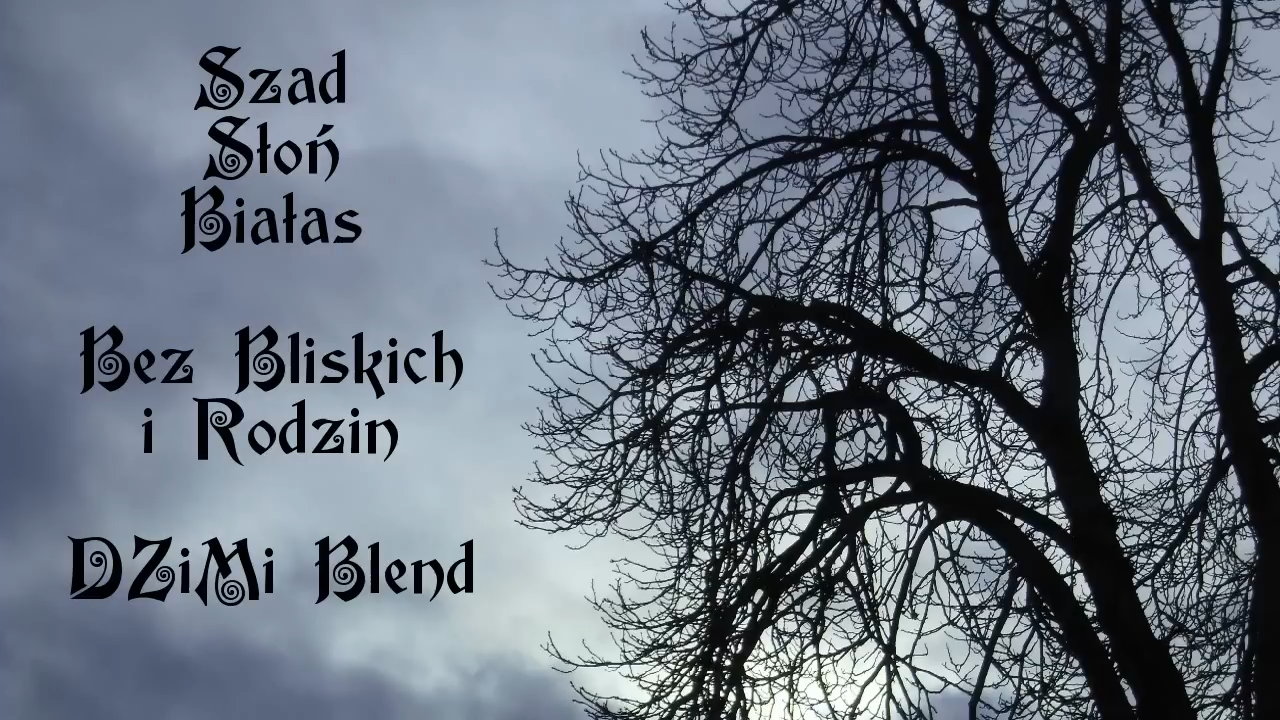 Szad
Słoń
Białas
Bez Bliskich
i Rodzin
DZiMi Blend